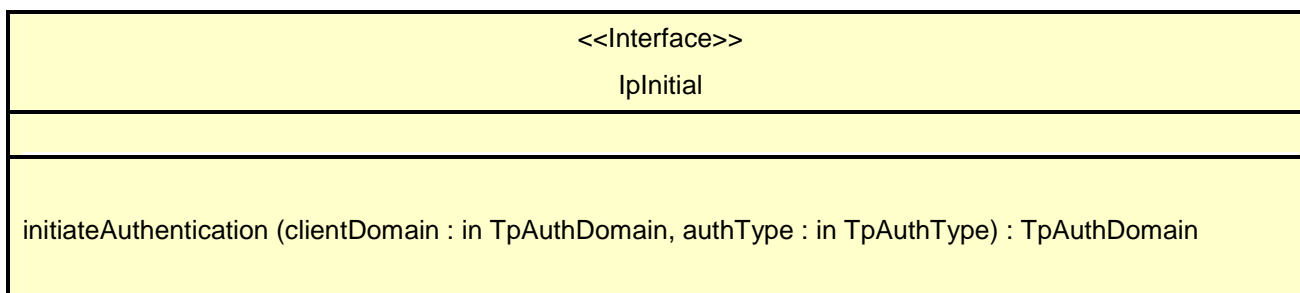 <<Interface>>
IpInitial
initiateAuthentication (clientDomain : in TpAuthDomain, authType : in TpAuthType) : TpAuthDomain